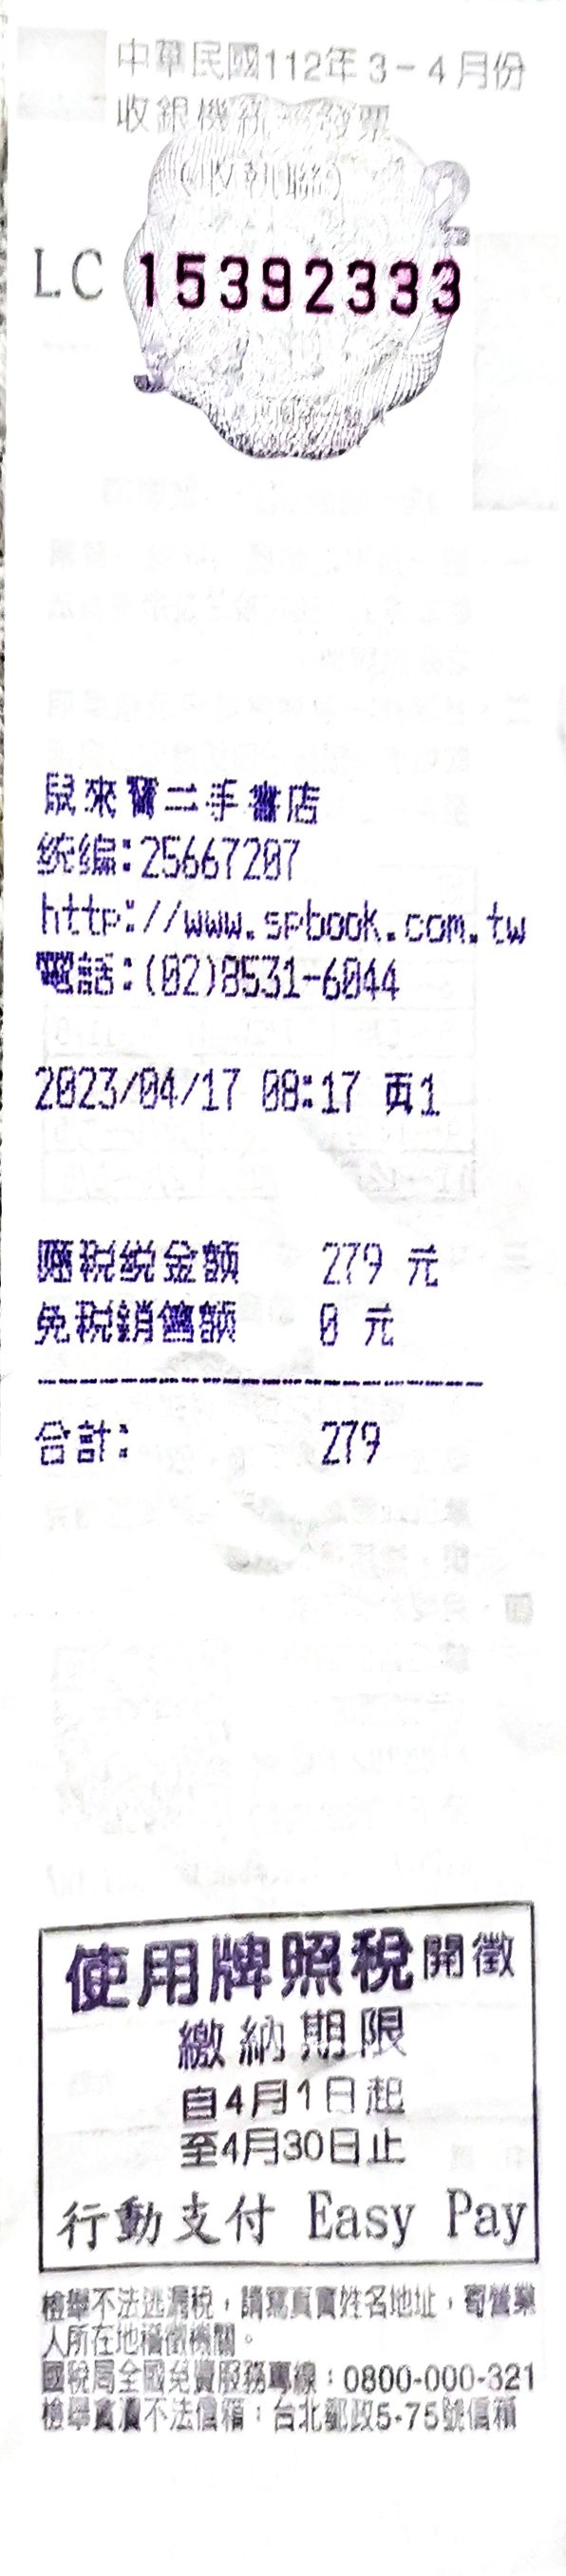 中華民國112年3-4月份
收銀機統一發票
(收執聯)
LC 15392333
鼠來寶二手書店
統編:25667207
http://www.spbook.com.tw
電話:(02)8531-6044
2023/04/17 08:17 頁1
應稅總金額 279 元
免稅銷售額 0 元
合計: 279
使用牌照稅開徵
繳納期限
自4月1日起
至4月30日止
行動支付 Easy Pay
檢舉不法逃漏稅，請寫真實姓名地址，寄營業
人所在地稽徵機關。
國稅局全國免費服務專線：0800-000-321
檢舉貪瀆不法信箱：台北郵政5-75號信箱